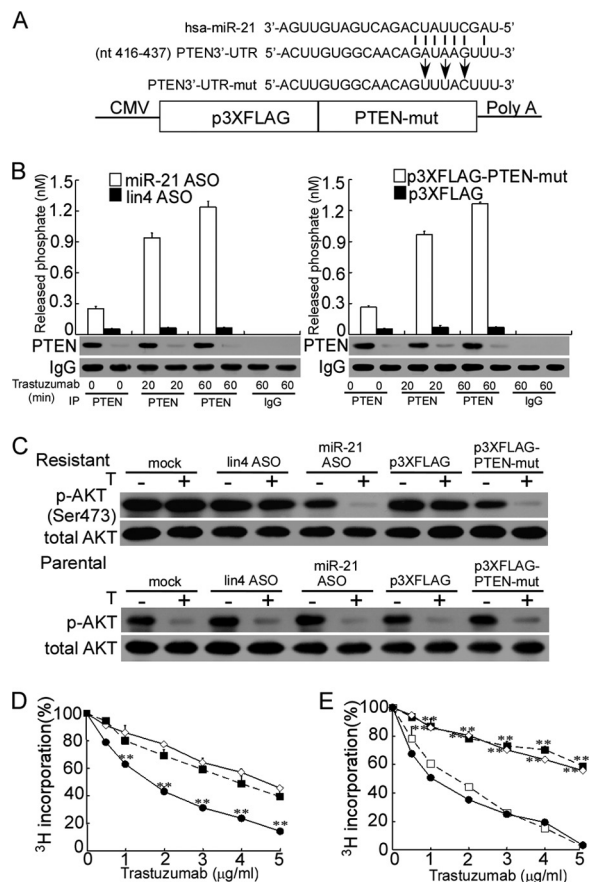 A
hsa-miR-21 3'-AGUUGUAGUCAGACUAUUCGAU-5'
(nt 416-437) PTEN3'-UTR 5'-ACUUGUGGCAACAGAUAAGUUU-3'
PTEN3'-UTR-mut 5'-ACUUGUGGCAACAGUUUACUUU-3'
CMV p3XFLAG PTEN-mut Poly A
B
Released phosphate (nM)
1.5
1.2
0.9
0.6
0.3
0
miR-21 ASO
lin4 ASO
PTEN
IgG
Trastuzumab (min) 0 0 20 20 60 60 60 60
IP PTEN PTEN PTEN IgG
Released phosphate (nM)
1.5
1.2
0.9
0.6
0.3
0
p3XFLAG-PTEN-mut
p3XFLAG
PTEN
IgG
0 0 20 20 60 60 60 60
PTEN PTEN PTEN IgG
C
Resistant mock lin4 ASO miR-21 ASO p3XFLAG p3XFLAG-PTEN-mut
T - + - + - + - + - +
p-AKT (Ser473)
total AKT
Parental
mock lin4 ASO miR-21 ASO p3XFLAG p3XFLAG-PTEN-mut
T - + - + - + - + - +
p-AKT
total AKT
D
3H incorporation(%)
100
80
60
40
20
0
** ** ** ** **
0 1 2 3 4 5
Trastuzumab (µg/ml)
E
3H incorporation(%)
100
80
60
40
20
0
** ** ** ** ** **
** ** ** ** ** **
0 1 2 3 4 5
Trastuzumab (µg/ml)